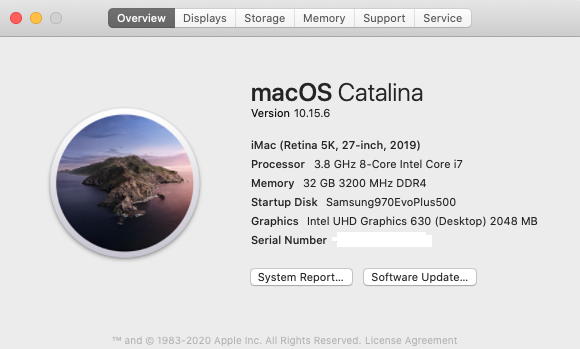 Overview Displays Storage Memory Support Service
macOS Catalina
Version 10.15.6
iMac (Retina 5K, 27-inch, 2019)
Processor 3.8 GHz 8-Core Intel Core i7
Memory 32 GB 3200 MHz DDR4
Startup Disk Samsung970EvoPlus500
Graphics Intel UHD Graphics 630 (Desktop) 2048 MB
Serial Number
System Report... Software Update...
™ and © 1983-2020 Apple Inc. All Rights Reserved. License Agreement